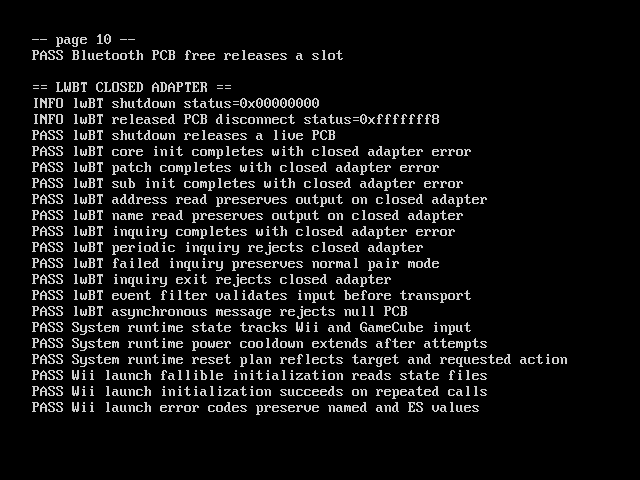 -- page 10 --
PASS Bluetooth PCB free releases a slot
== LWBT CLOSED ADAPTER ==
INFO lwBT shutdown status=0x00000000
INFO lwBT released PCB disconnect status=0xfffffff8
PASS lwBT shutdown releases a live PCB
PASS lwBT core init completes with closed adapter error
PASS lwBT patch completes with closed adapter error
PASS lwBT sub init completes with closed adapter error
PASS lwBT address read preserves output on closed adapter
PASS lwBT name read preserves output on closed adapter
PASS lwBT inquiry completes with closed adapter error
PASS lwBT periodic inquiry rejects closed adapter
PASS lwBT failed inquiry preserves normal pair mode
PASS lwBT inquiry exit rejects closed adapter
PASS lwBT event filter validates input before transport
PASS lwBT asynchronous message rejects null PCB
PASS System runtime state tracks Wii and GameCube input
PASS System runtime power cooldown extends after attempts
PASS System runtime reset plan reflects target and requested action
PASS Wii launch fallible initialization reads state files
PASS Wii launch initialization succeeds on repeated calls
PASS Wii launch error codes preserve named and ES values